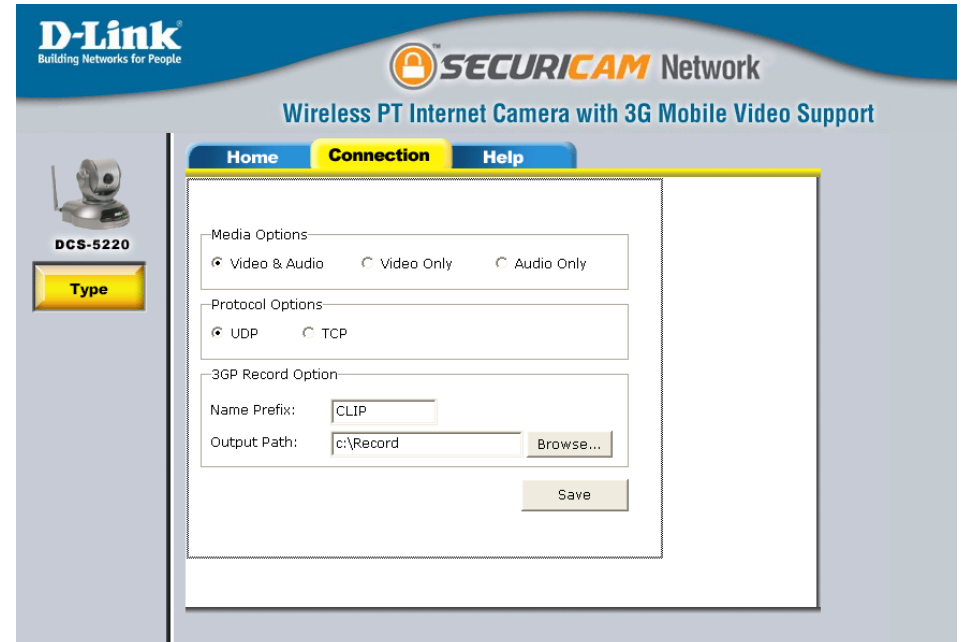 D-Link®
Building Networks for People
SECURICAM™ Network
Wireless PT Internet Camera with 3G Mobile Video Support
Home Connection Help
DCS-5220
Type
Media Options
Video & Audio Video Only Audio Only
Protocol Options
UDP TCP
3GP Record Option
Name Prefix: CLIP
Output Path: c:\Record Browse...
Save